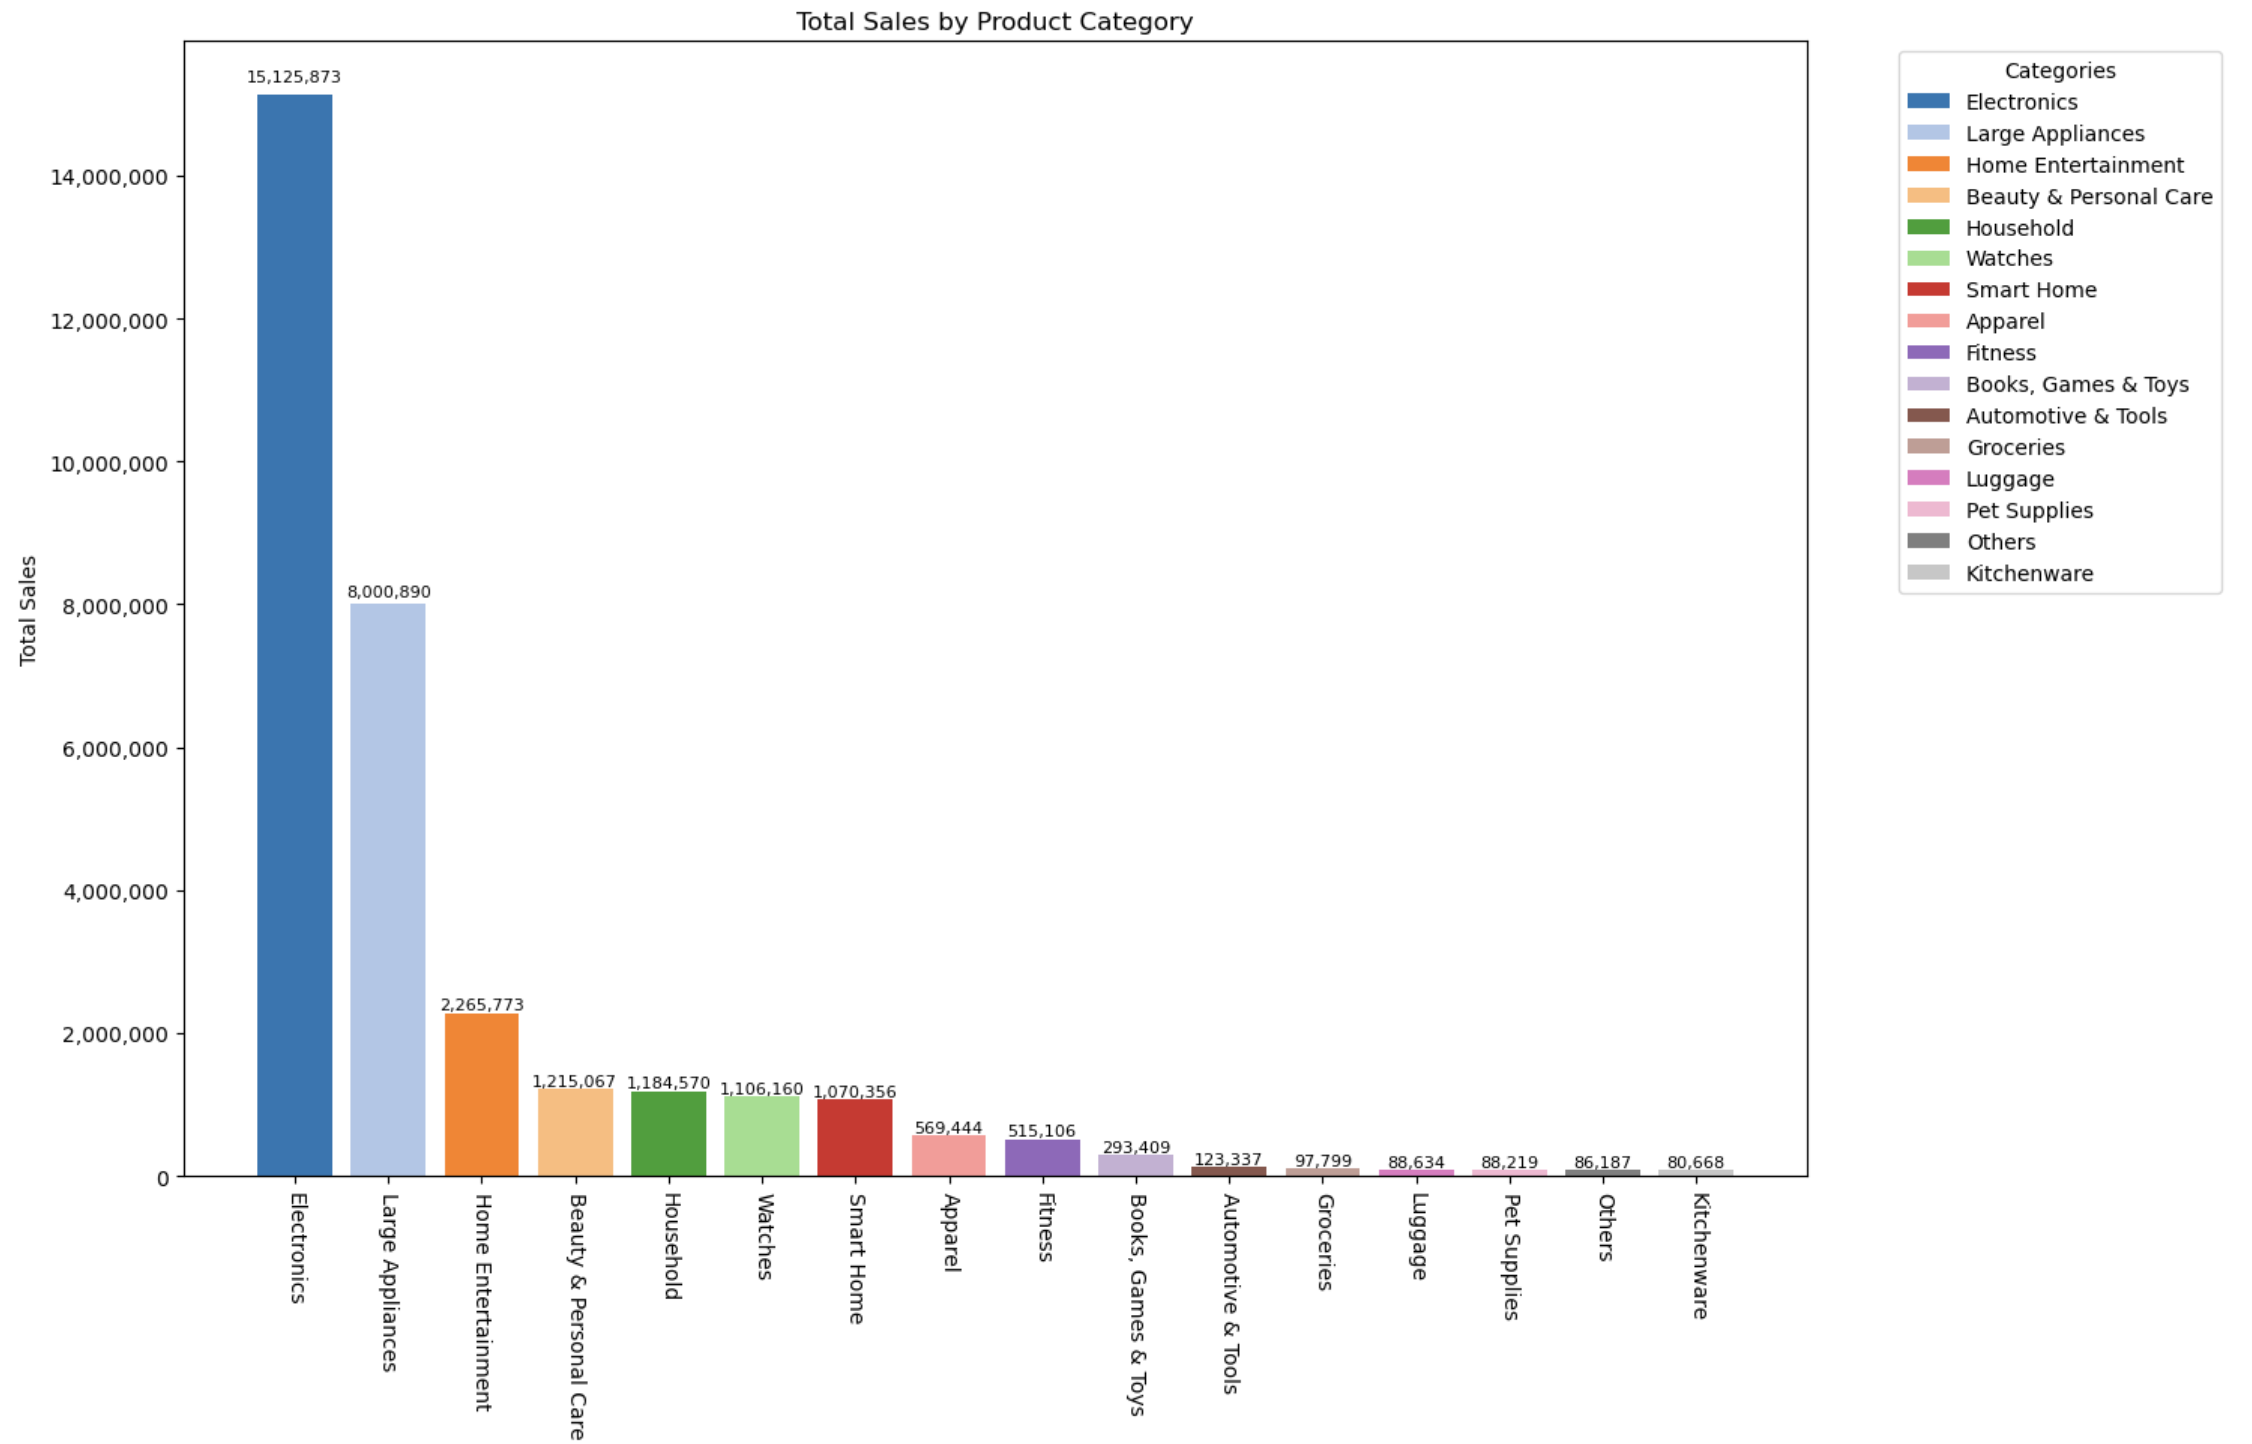 Total Sales by Product Category
Total Sales
14,000,000
12,000,000
10,000,000
8,000,000
6,000,000
4,000,000
2,000,000
0
15,125,873
8,000,890
2,265,773
1,215,067
1,184,570
1,106,160
1,070,356
569,444
515,106
293,409
123,337
97,799
88,634
88,219
86,187
80,668
Electronics
Large Appliances
Home Entertainment
Beauty & Personal Care
Household
Watches
Smart Home
Apparel
Fitness
Books, Games & Toys
Automotive & Tools
Groceries
Luggage
Pet Supplies
Others
Kitchenware
Categories
Electronics
Large Appliances
Home Entertainment
Beauty & Personal Care
Household
Watches
Smart Home
Apparel
Fitness
Books, Games & Toys
Automotive & Tools
Groceries
Luggage
Pet Supplies
Others
Kitchenware